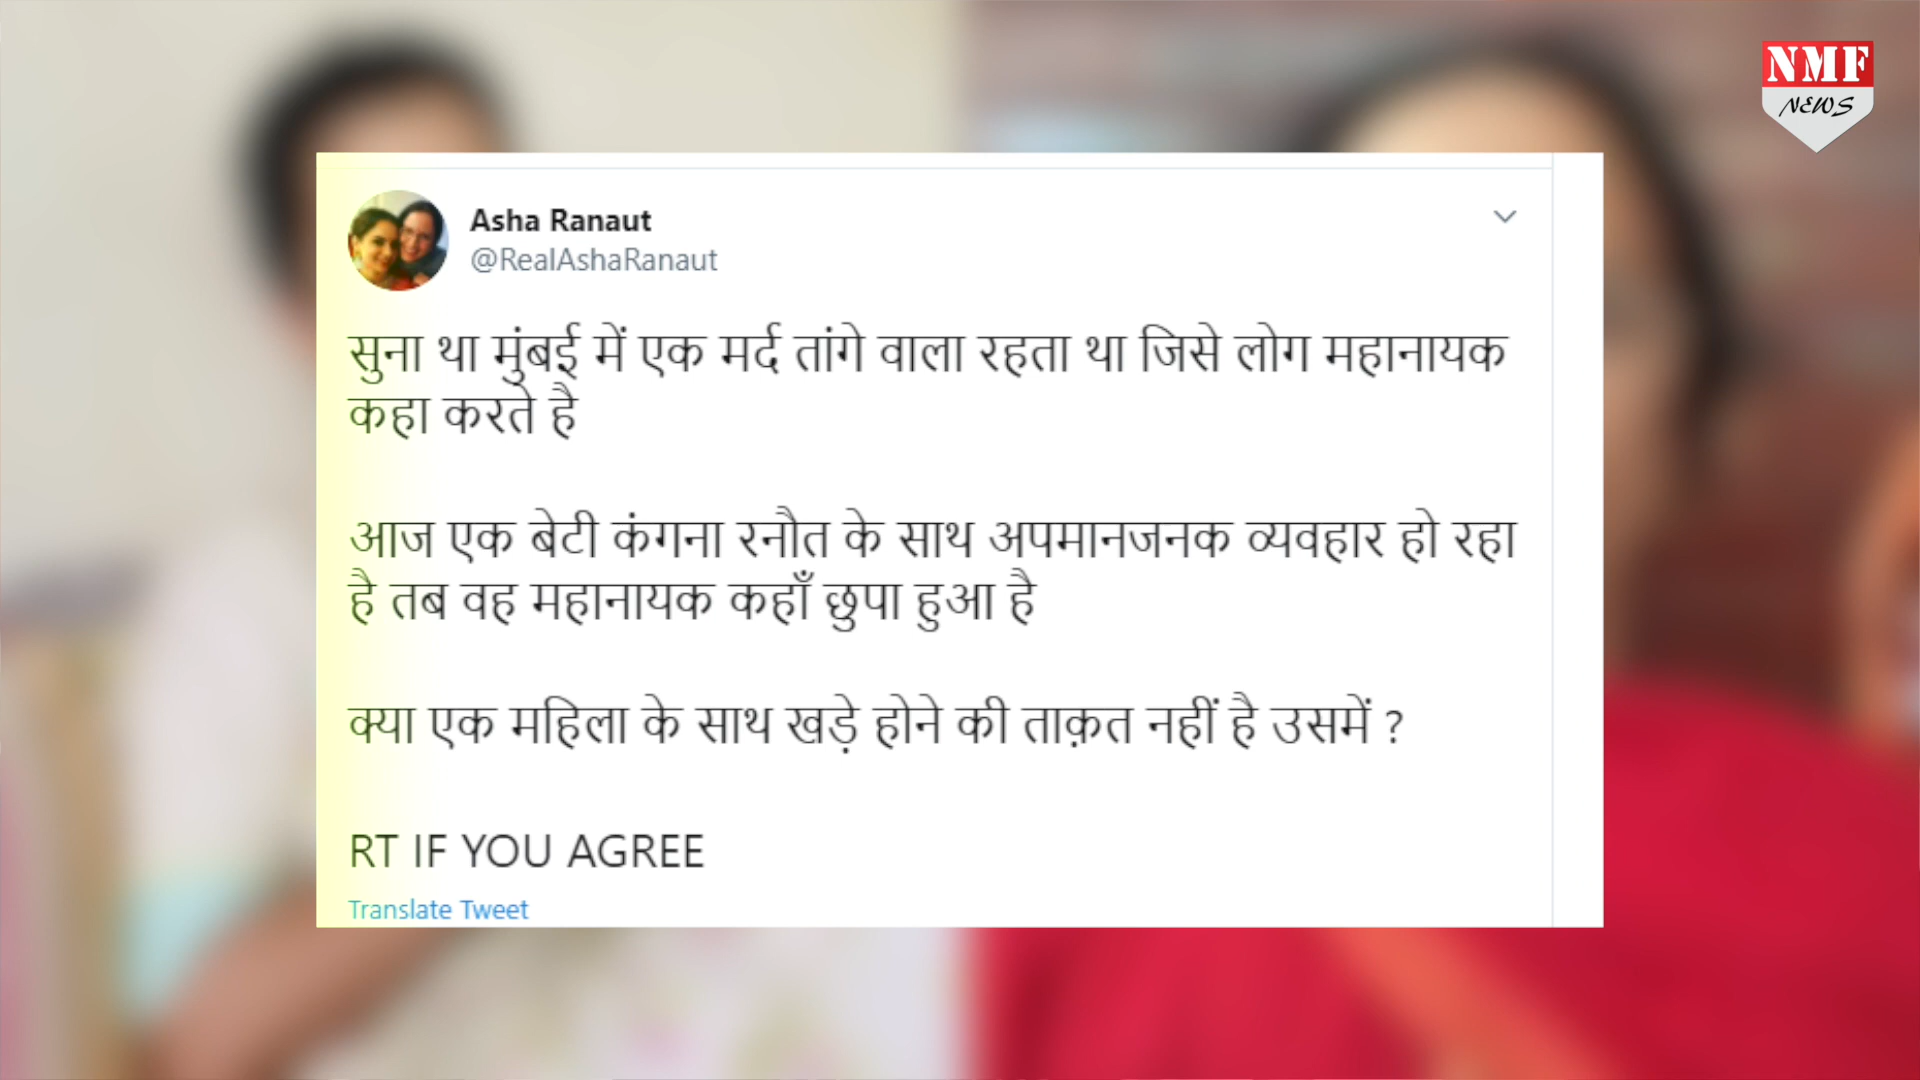 NMF
NEWS
Asha Ranaut
@RealAshaRanaut
सुना था मुंबई में एक मर्द तांगे वाला रहता था जिसे लोग महानायक
कहा करते है
आज एक बेटी कंगना रनौत के साथ अपमानजनक व्यवहार हो रहा
है तब वह महानायक कहाँ छुपा हुआ है
क्या एक महिला के साथ खड़े होने की ताक़त नहीं है उसमें ?
RT IF YOU AGREE
Translate Tweet